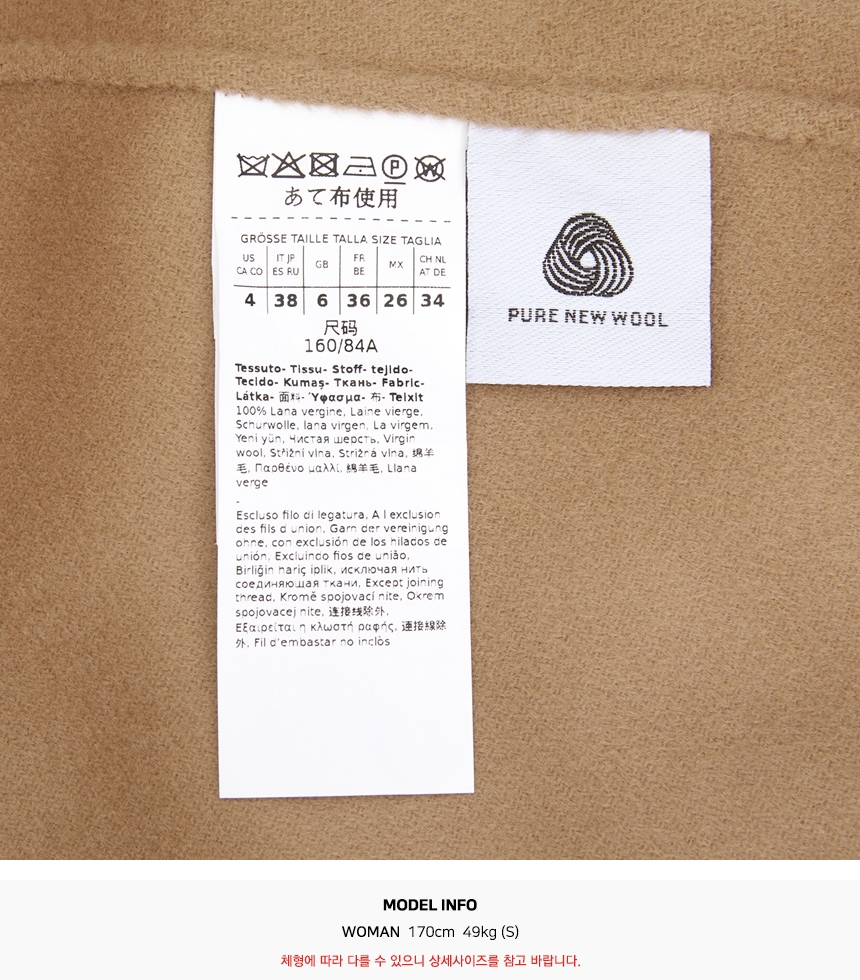 あて布使用
GRÖSSE TAILLE TALLA SIZE TAGLIA
US CA CO IT JP ES RU GB FR BE MX CH NL AT DE
4 38 6 36 26 34
尺码
160/84A
Tessuto- Tissu- Stoff- tejido-
Tecido- Kumaş- Ткань- Fabric-
Látka- 面料- Ύφασμα- 布- Teixit
100% Lana vergine, Laine vierge,
Schurwolle, lana virgen, La virgem,
Yeni yün, Чистая шерсть, Virgin
wool, Střižní vlna, Strižná vlna, 绵羊
毛, Παρθένο μαλλί, 绵羊毛, Llana
verge
-
Escluso filo di legatura, A l exclusion
des fils d union, Garn der vereinigung
ohne, con exclusión de los hilados de
unión, Excluindo fios de união,
Birliğin hariç iplik, исключая нить
соединяющая ткани, Except joining
thread, Kromě spojovací nite, Okrem
spojovacej nite, 连接线除外,
Εξαιρείται η κλωστή ραφής, 連接線除
外, Fil d'embastar no inclòs
PURE NEW WOOL
MODEL INFO
WOMAN 170cm 49kg (S)
체형에 따라 다를 수 있으니 상세사이즈를 참고 바랍니다.